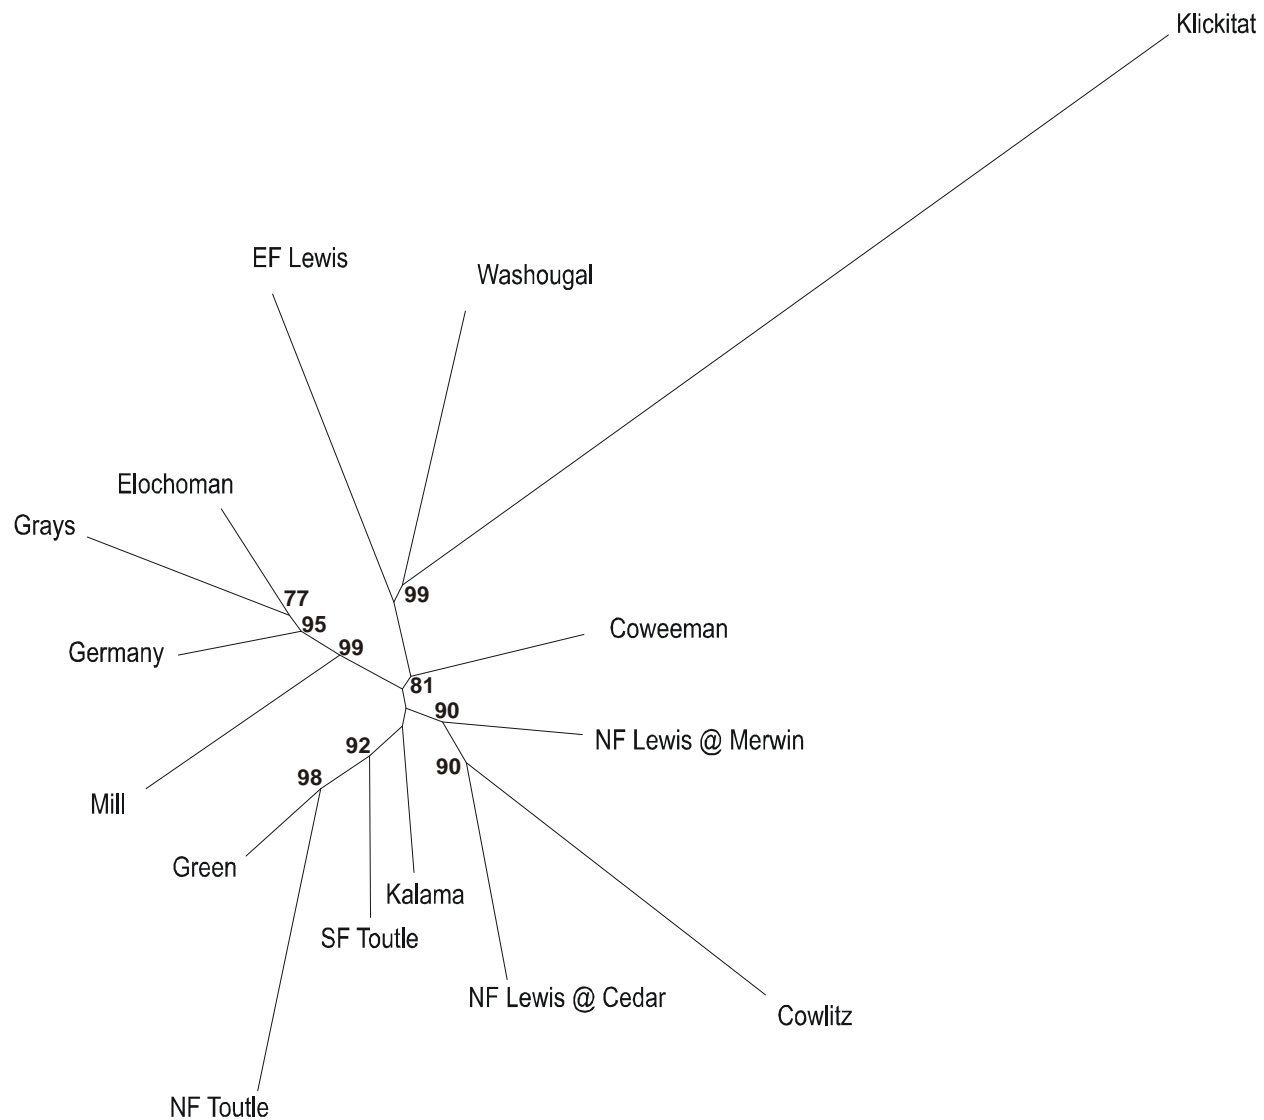 Klickitat
EF Lewis
Washougal
Elochoman
Grays
77
99
95
Germany
99
Coweeman
81
90
NF Lewis @ Merwin
92
90
98
Mill
Green
Kalama
SF Toutle
NF Lewis @ Cedar
Cowlitz
NF Toutle